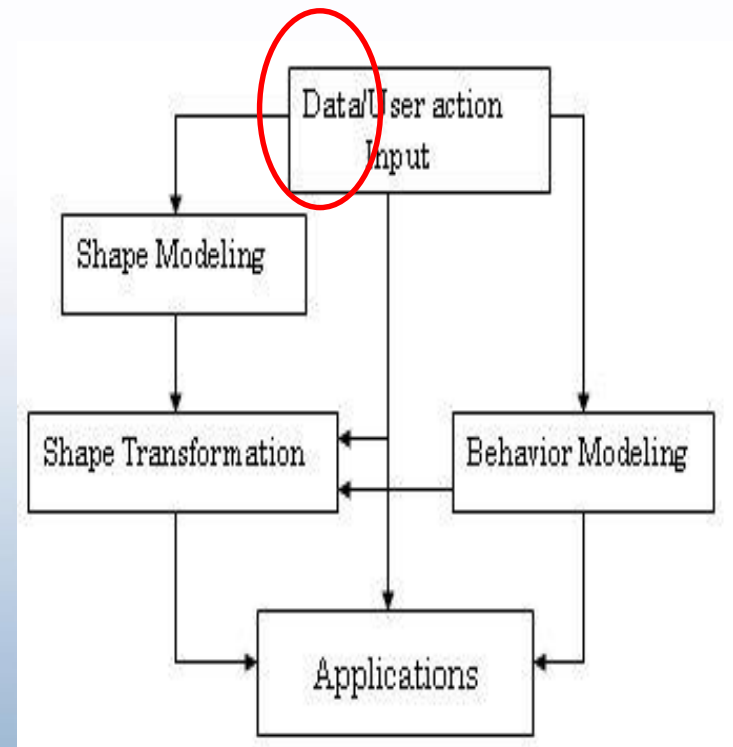 Data/User action
Input
Shape Modeling
Shape Transformation
Behavior Modeling
Applications